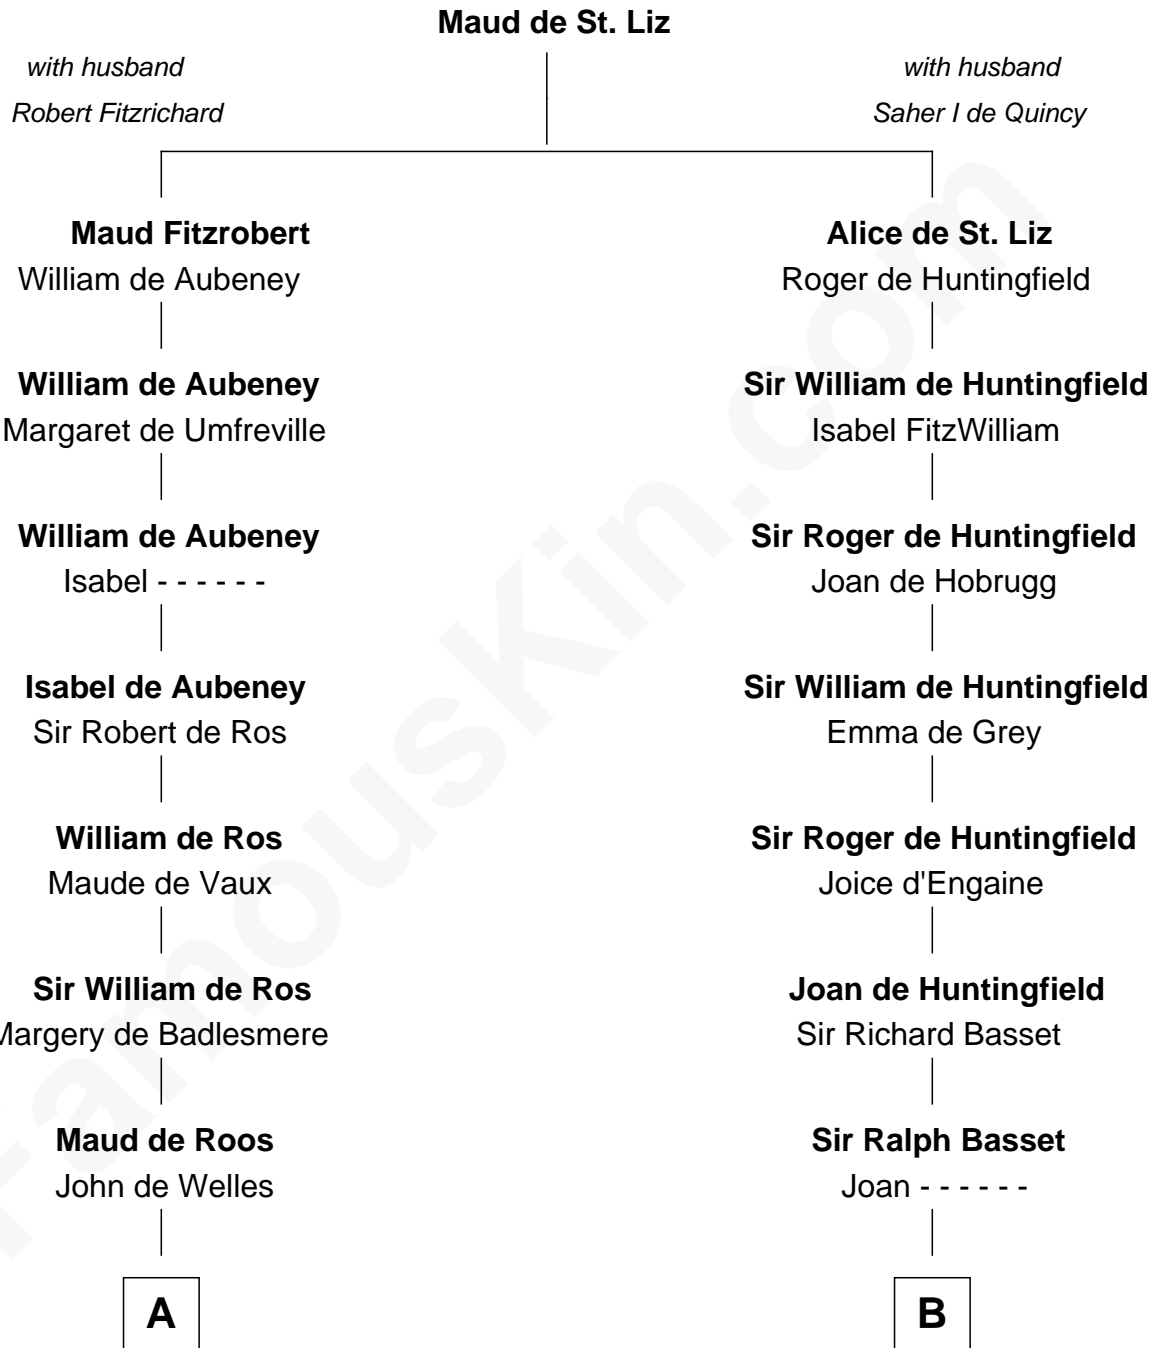 Maud de St. Liz
with husband
Robert Fitzrichard
with husband
Saher I de Quincy
Maud Fitzrobert
William de Aubeney
Alice de St. Liz
Roger de Huntingfield
William de Aubeney
Margaret de Umfreville
Sir William de Huntingfield
Isabel FitzWilliam
William de Aubeney
Isabel - - - - - -
Sir Roger de Huntingfield
Joan de Hobrugg
Isabel de Aubeney
Sir Robert de Ros
Sir William de Huntingfield
Emma de Grey
William de Ros
Maude de Vaux
Sir Roger de Huntingfield
Joice d'Engaine
Sir William de Ros
Margery de Badlesmere
Joan de Huntingfield
Sir Richard Basset
Maud de Roos
John de Welles
Sir Ralph Basset
Joan - - - - - -
A
B
FamousKin.com